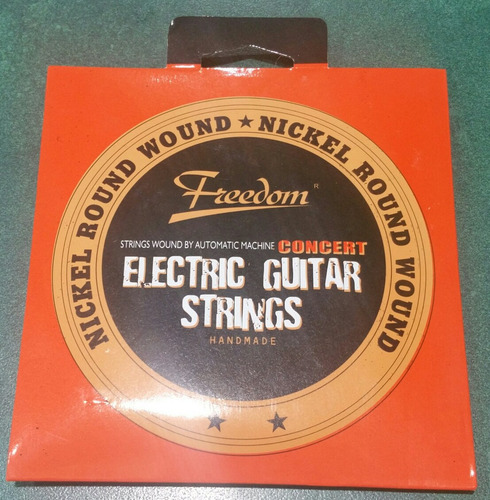 NICKEL ROUND WOUND ★ NICKEL ROUND WOUND
Freedom®
STRINGS WOUND BY AUTOMATIC MACHINE CONCERT
ELECTRIC GUITAR
STRINGS
HANDMADE